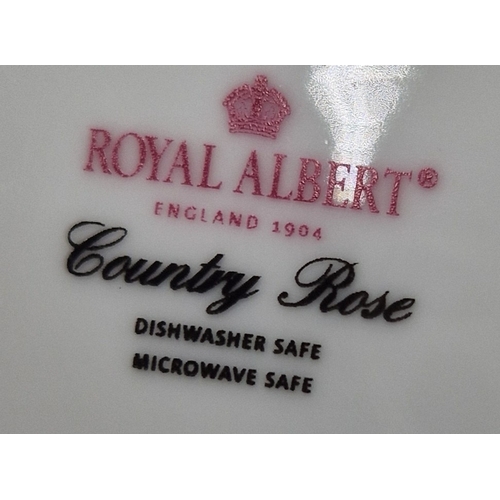 ROYAL ALBERT®
ENGLAND 1904
Country Rose
DISHWASHER SAFE
MICROWAVE SAFE